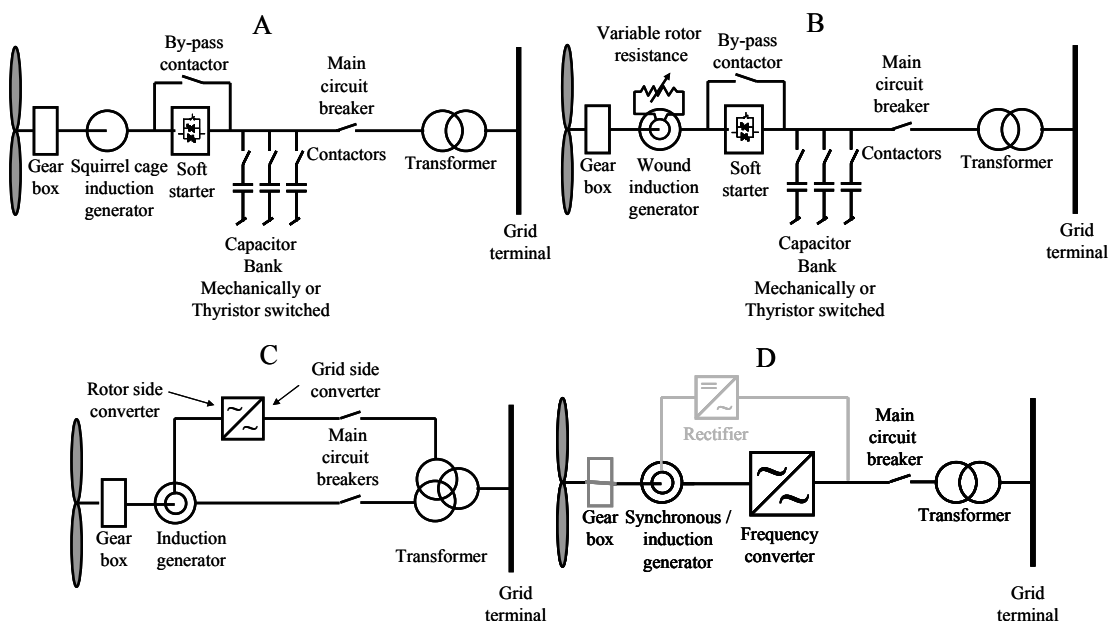 A
By-pass
contactor
Main
circuit
breaker
Gear
box
Squirrel cage
induction
generator
Soft
starter
Contactors
Transformer
Capacitor
Bank
Mechanically or
Thyristor switched
Grid
terminal
B
Variable rotor
resistance
By-pass
contactor
Main
circuit
breaker
Gear
box
Wound
induction
generator
Soft
starter
Contactors
Transformer
Capacitor
Bank
Mechanically or
Thyristor switched
Grid
terminal
C
Rotor side
converter
Grid side
converter
Main
circuit
breakers
Gear
box
Induction
generator
Transformer
Grid
terminal
D
Rectifier
Main
circuit
breaker
Gear
box
Synchronous /
induction
generator
Frequency
converter
Transformer
Grid
terminal